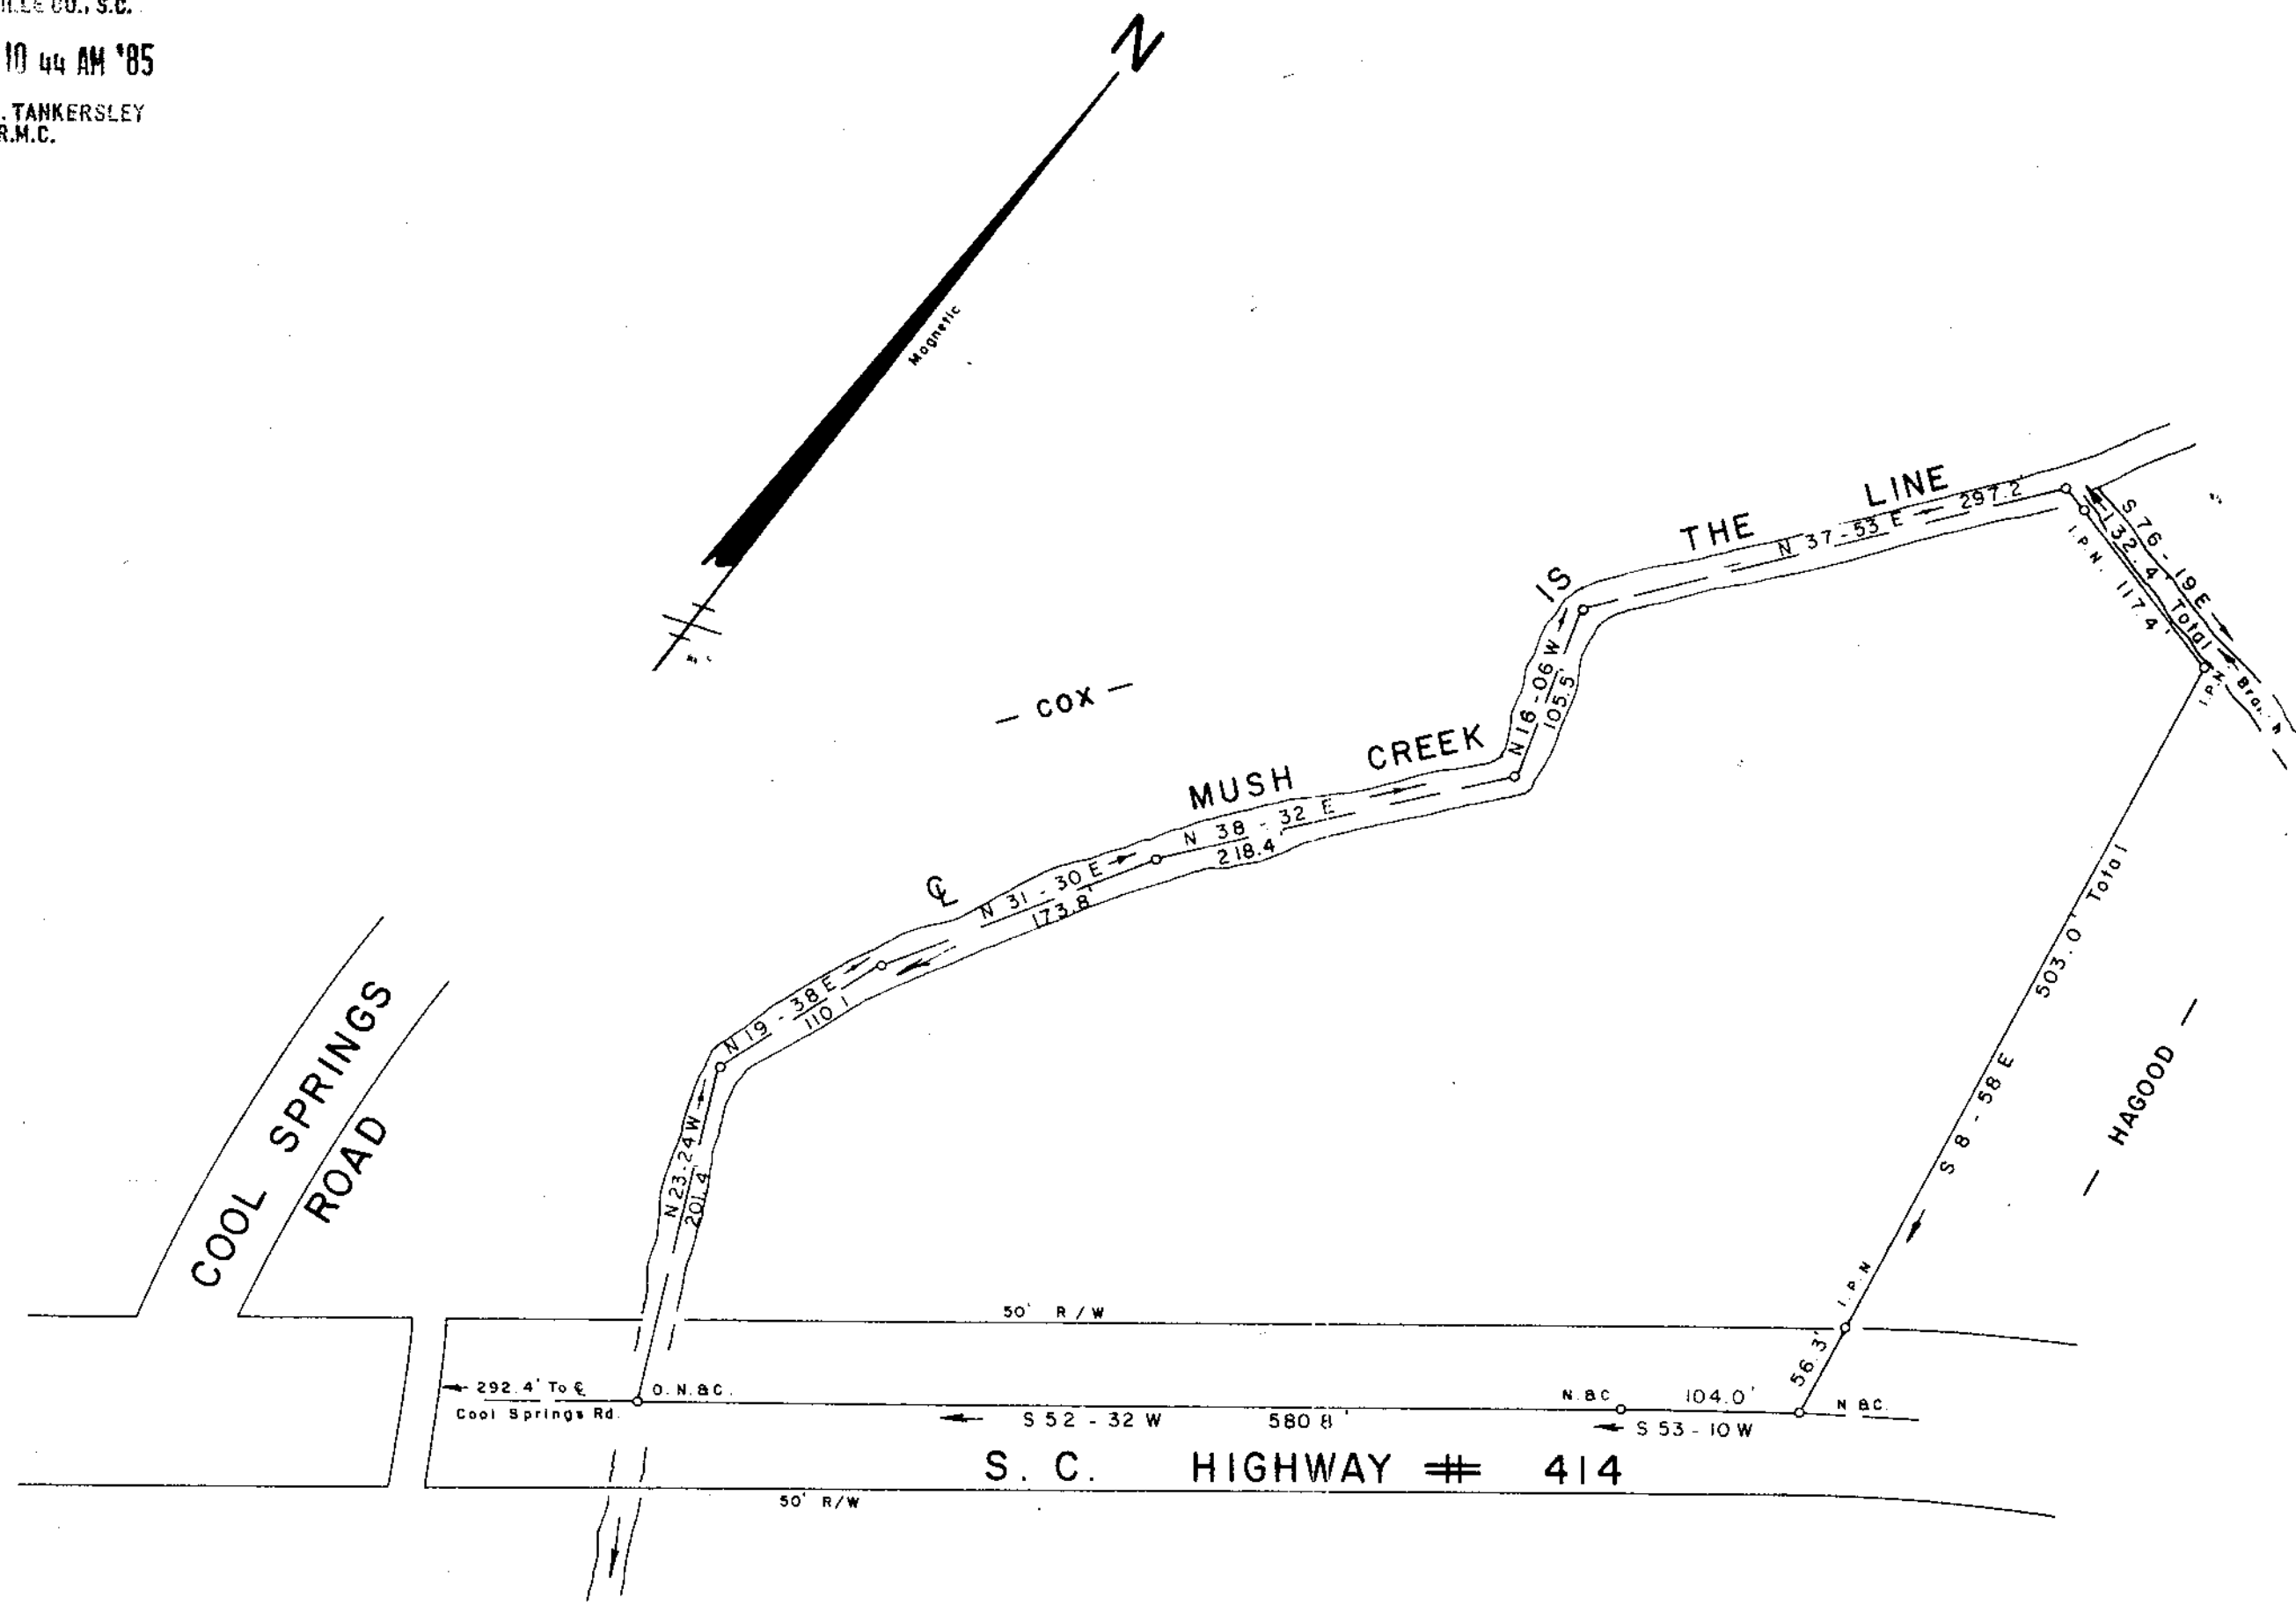 CO., S.C.
10 44 AM '85
. TANKERSLEY
R.M.C.
N
Magnetic
— COX —
℄ MUSH CREEK IS THE LINE
N 37-53 E 297.2'
S 76-19 E
132.4' Total
I.P.N. 117.4'
I.P.N.
N 16-06 W
105.5'
N 38-32 E
218.4'
N 31-30 E
173.8'
N 19-38 E
110.1
N 23-24 W
201.4
503.0' Total
S 8-58 E
— HAGOOD —
I.P.N
56.3'
COOL SPRINGS
ROAD
50' R/W
292.4' To ℄
Cool Springs Rd.
O.N.&C.
N.&C
104.0'
N &C.
S 52-32 W 580.8'
S 53-10 W
S. C. HIGHWAY # 414
50' R/W